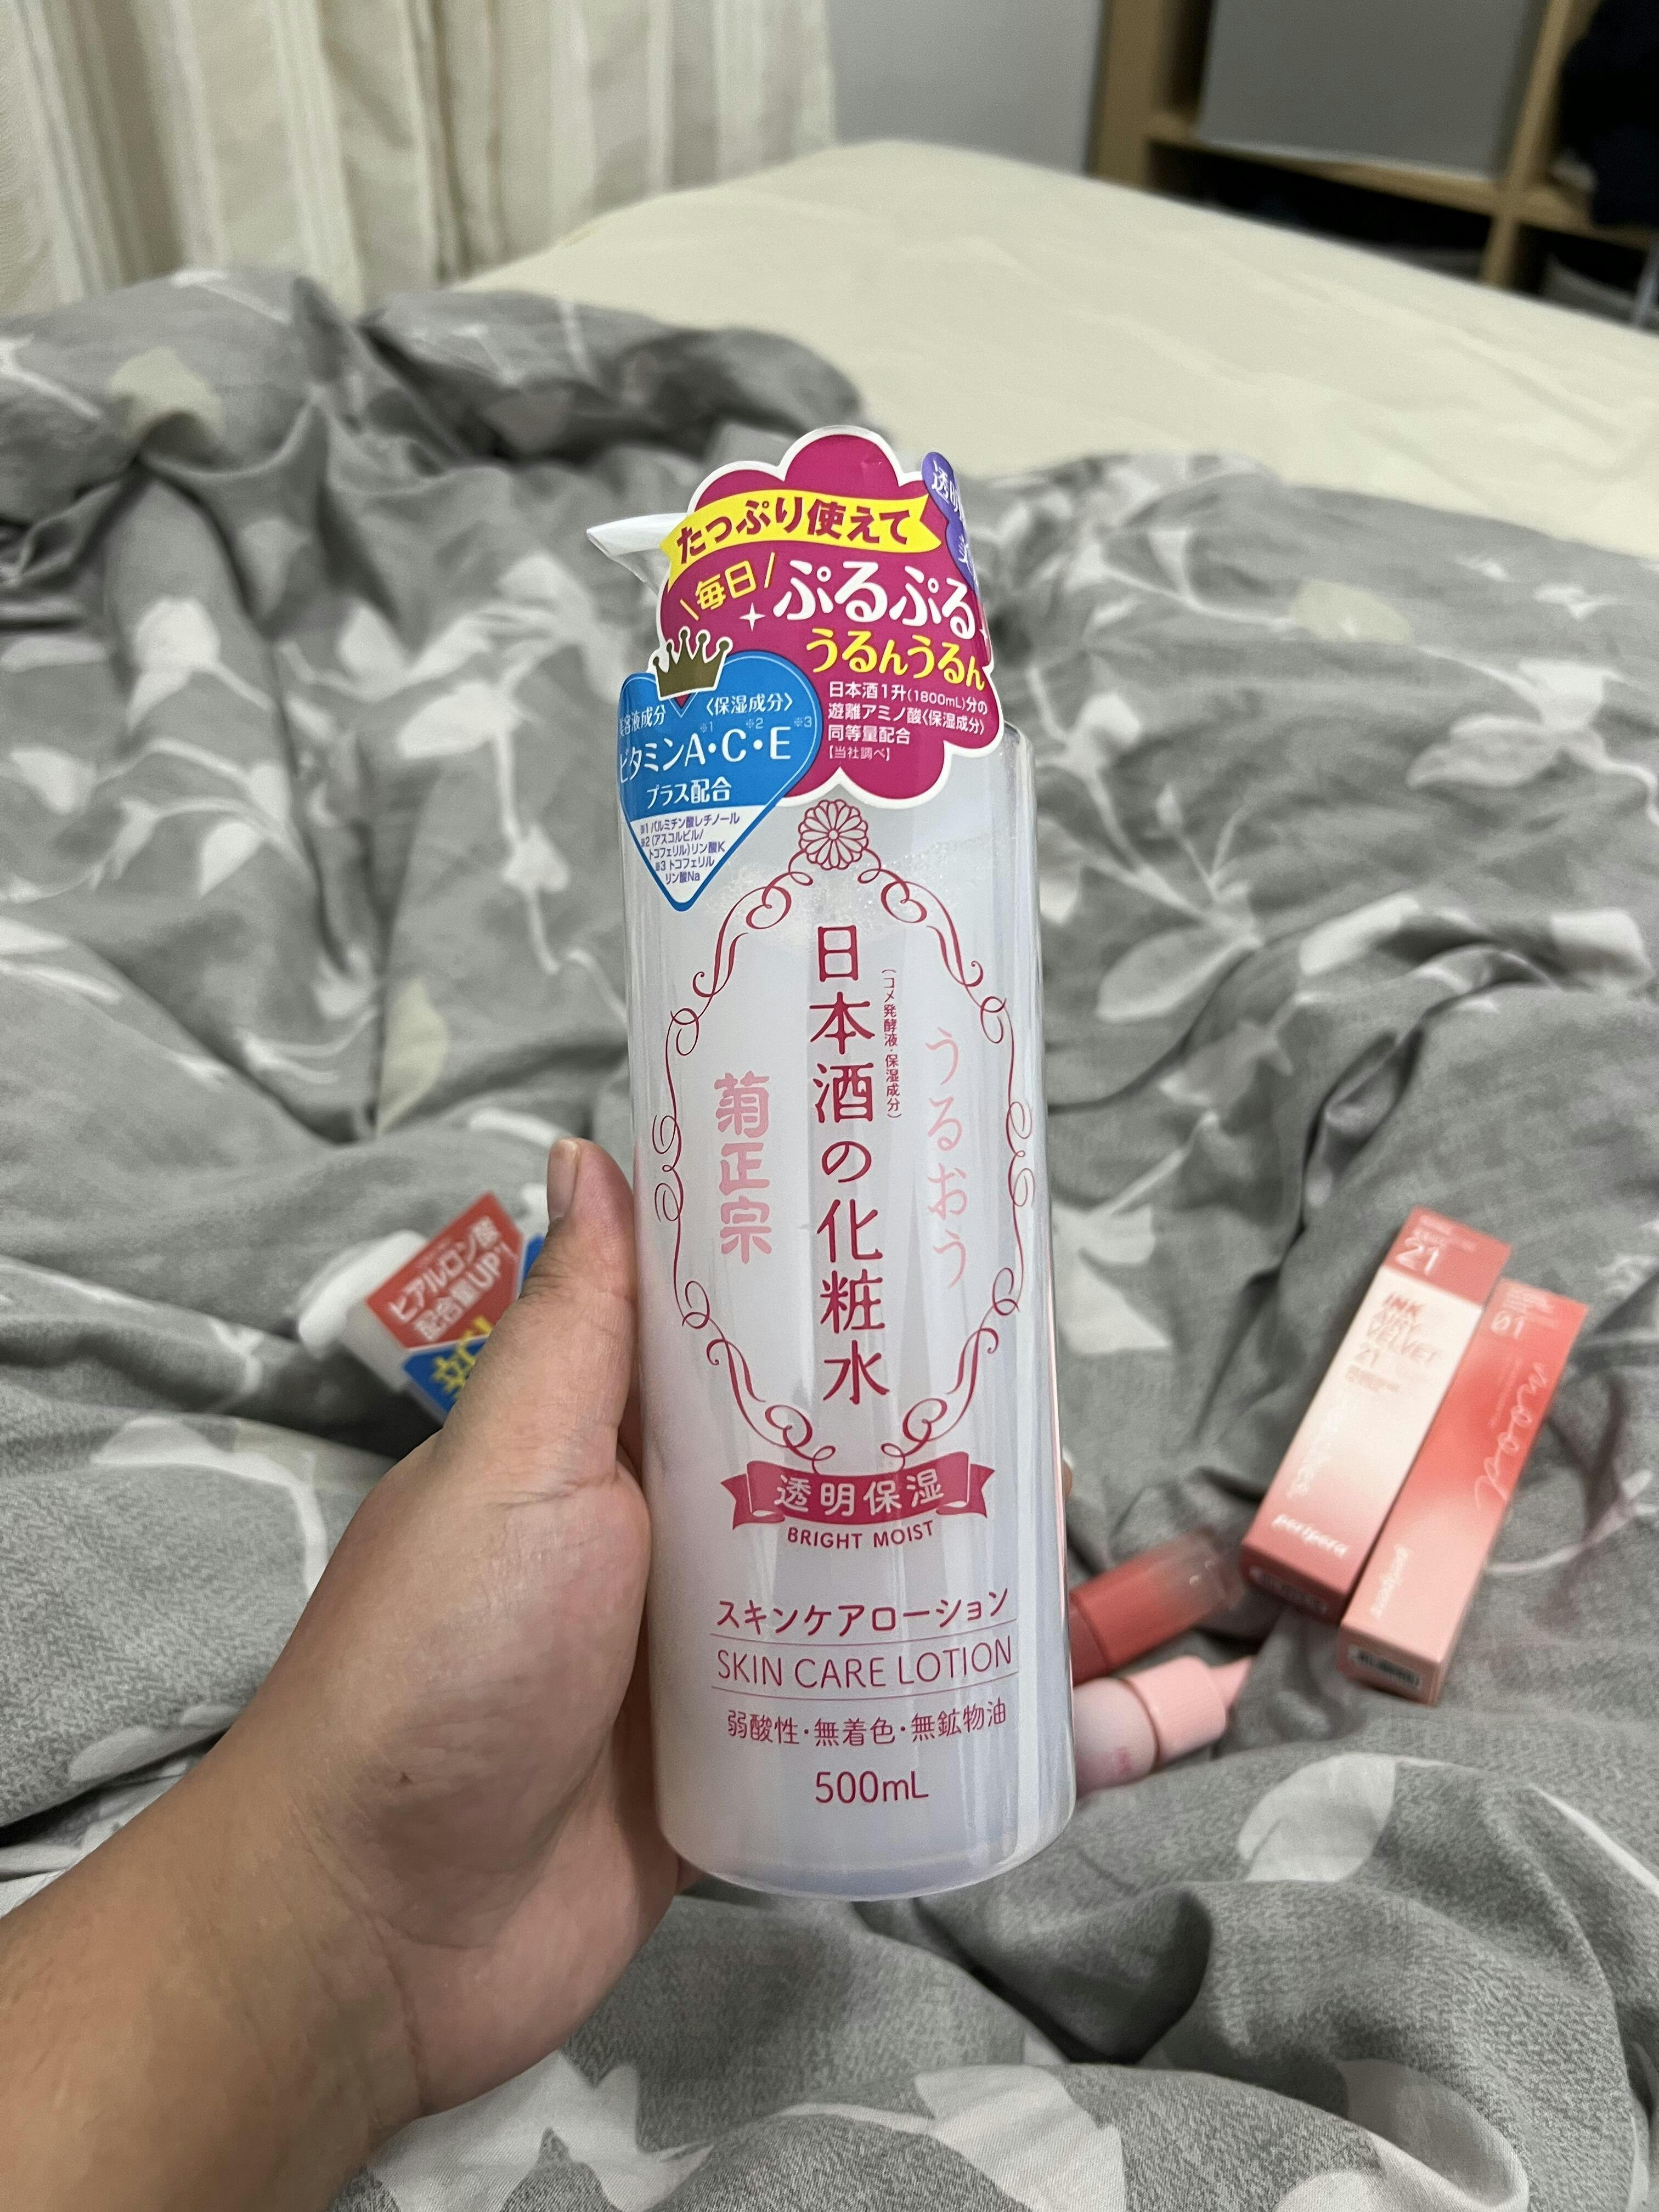 たっぷり使えて
毎日
ぷるぷる
うるんうるん
日本酒1升(1800mL)分の
遊離アミノ酸〈保湿成分〉
同等量配合
【当社調べ】
透明
液成分
〈保湿成分〉
ビタミンA※1・C※2・E※3
プラス配合
※1 パルミチン酸レチノール
※2 (アスコルビル/
トコフェリル)リン酸K
※3 トコフェリル
リン酸Na
うるおう
(コメ発酵液・保湿成分)
日本酒の化粧水
菊正宗
透明保湿
BRIGHT MOIST
スキンケアローション
SKIN CARE LOTION
弱酸性・無着色・無鉱物油
500mL
ヒアルロン酸
配合量UP
21
INK
AIRY
VELVET
21
peripera
01
mood